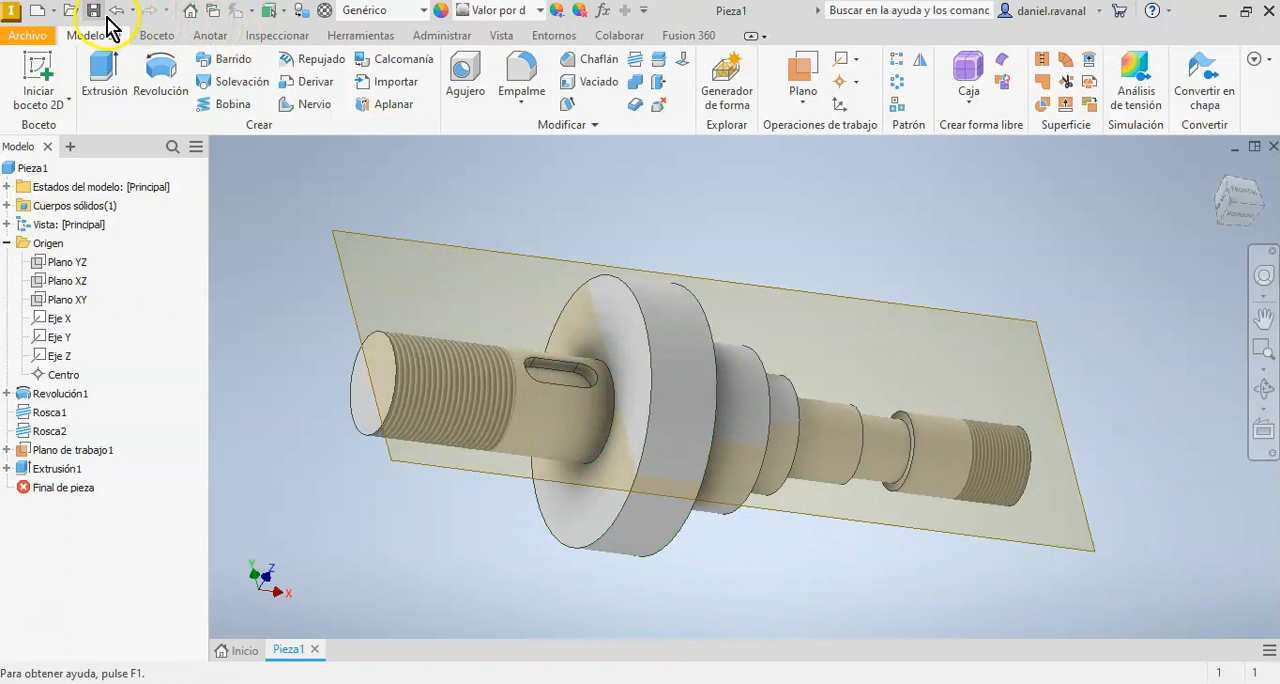 Genérico
Valor por d
fx
Pieza1
Buscar en la ayuda y los comanc
daniel.ravanal
Archivo
Modelo
Boceto
Anotar
Inspeccionar
Herramientas
Administrar
Vista
Entornos
Colaborar
Fusion 360
Iniciar
boceto 2D
Extrusión
Revolución
Barrido
Solevación
Bobina
Repujado
Derivar
Nervio
Calcomanía
Importar
Aplanar
Agujero
Empalme
Chaflán
Vaciado
Generador
de forma
Plano
Caja
Análisis
de tensión
Convertir en
chapa
Boceto
Crear
Modificar
Explorar
Operaciones de trabajo
Patrón
Crear forma libre
Superficie
Simulación
Convertir
Modelo
Pieza1
Estados del modelo: [Principal]
Cuerpos sólidos(1)
Vista: [Principal]
Origen
Plano YZ
Plano XZ
Plano XY
Eje X
Eje Y
Eje Z
Centro
Revolución1
Rosca1
Rosca2
Plano de trabajo1
Extrusión1
Final de pieza
FRONTAL
Y
Z
X
Inicio
Pieza1
Para obtener ayuda, pulse F1.
1
1